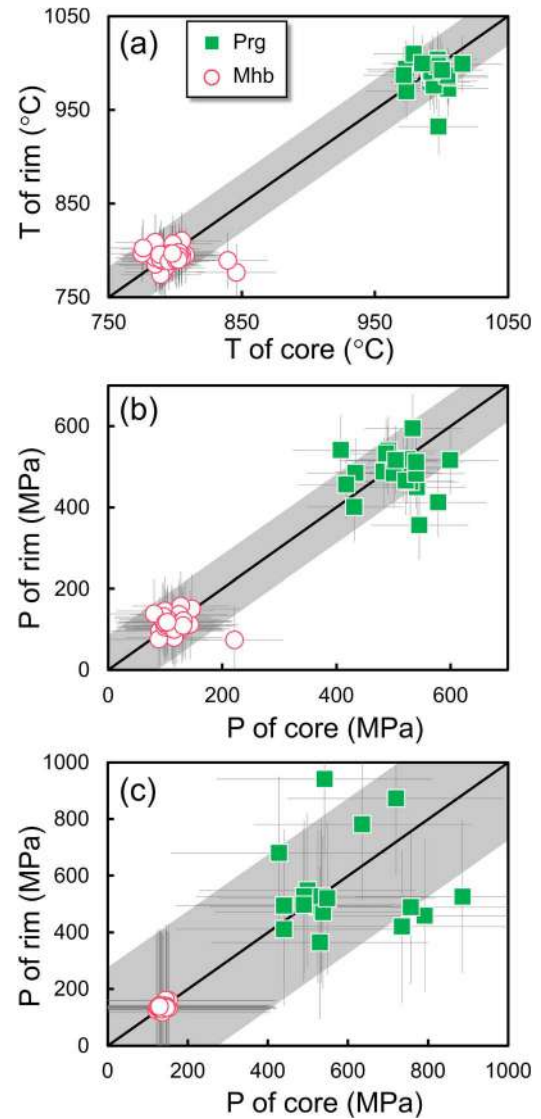 (a)
Prg
Mhb
1050
950
850
750
T of rim (°C)
750 850 950 1050
T of core (°C)
(b)
600
400
200
0
P of rim (MPa)
0 200 400 600
P of core (MPa)
(c)
1000
800
600
400
200
0
P of rim (MPa)
0 200 400 600 800 1000
P of core (MPa)